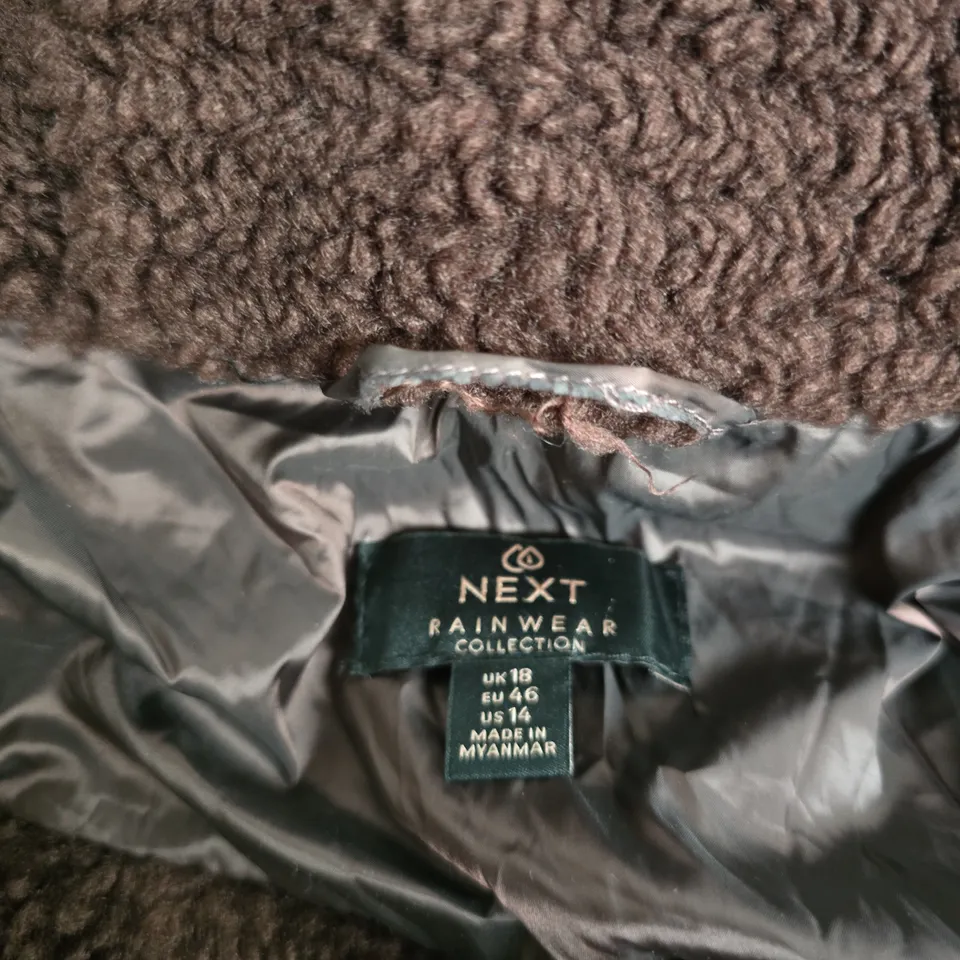 NEXT
RAINWEAR
COLLECTION
UK 18
EU 46
US 14
MADE IN
MYANMAR